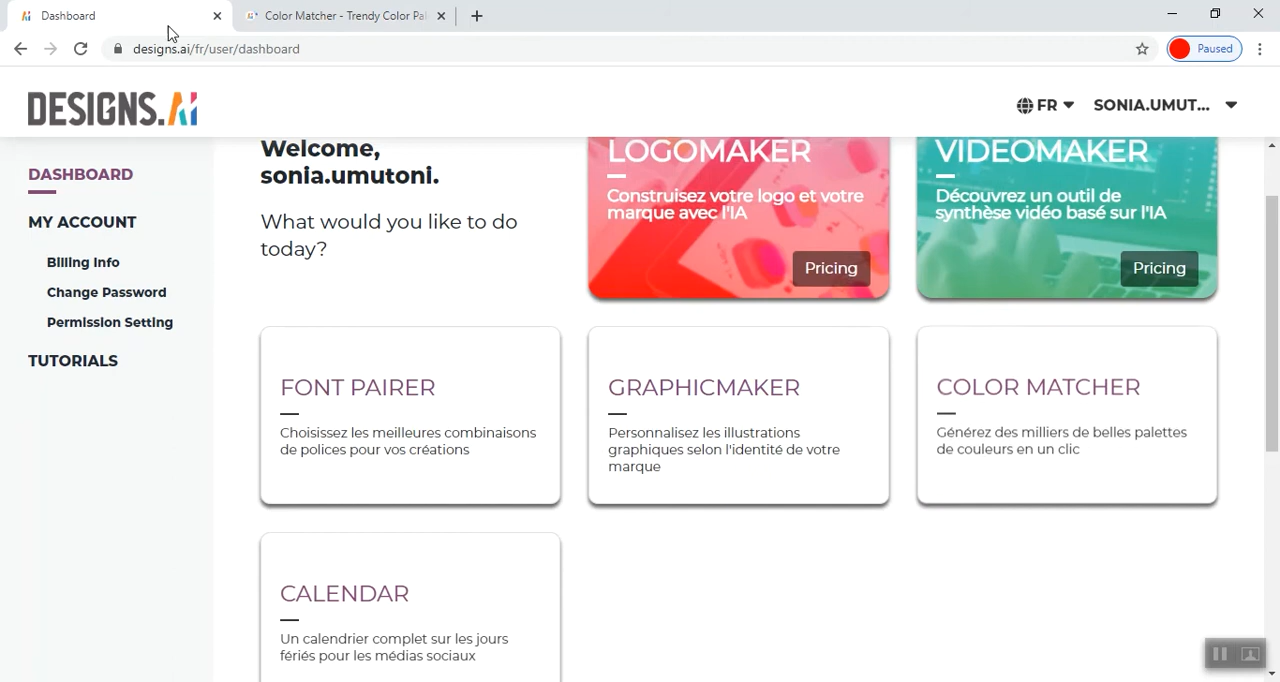 Dashboard
Color Matcher - Trendy Color Pal
designs.ai/fr/user/dashboard
Paused
DESIGNS.Ai
FR
SONIA.UMUT...
DASHBOARD
MY ACCOUNT
Billing Info
Change Password
Permission Setting
TUTORIALS
Welcome,
sonia.umutoni.
What would you like to do
today?
LOGOMAKER
Construisez votre logo et votre
marque avec l'IA
Pricing
VIDEOMAKER
Découvrez un outil de
synthèse vidéo basé sur l'IA
Pricing
FONT PAIRER
Choisissez les meilleures combinaisons
de polices pour vos créations
GRAPHICMAKER
Personnalisez les illustrations
graphiques selon l'identité de votre
marque
COLOR MATCHER
Générez des milliers de belles palettes
de couleurs en un clic
CALENDAR
Un calendrier complet sur les jours
fériés pour les médias sociaux